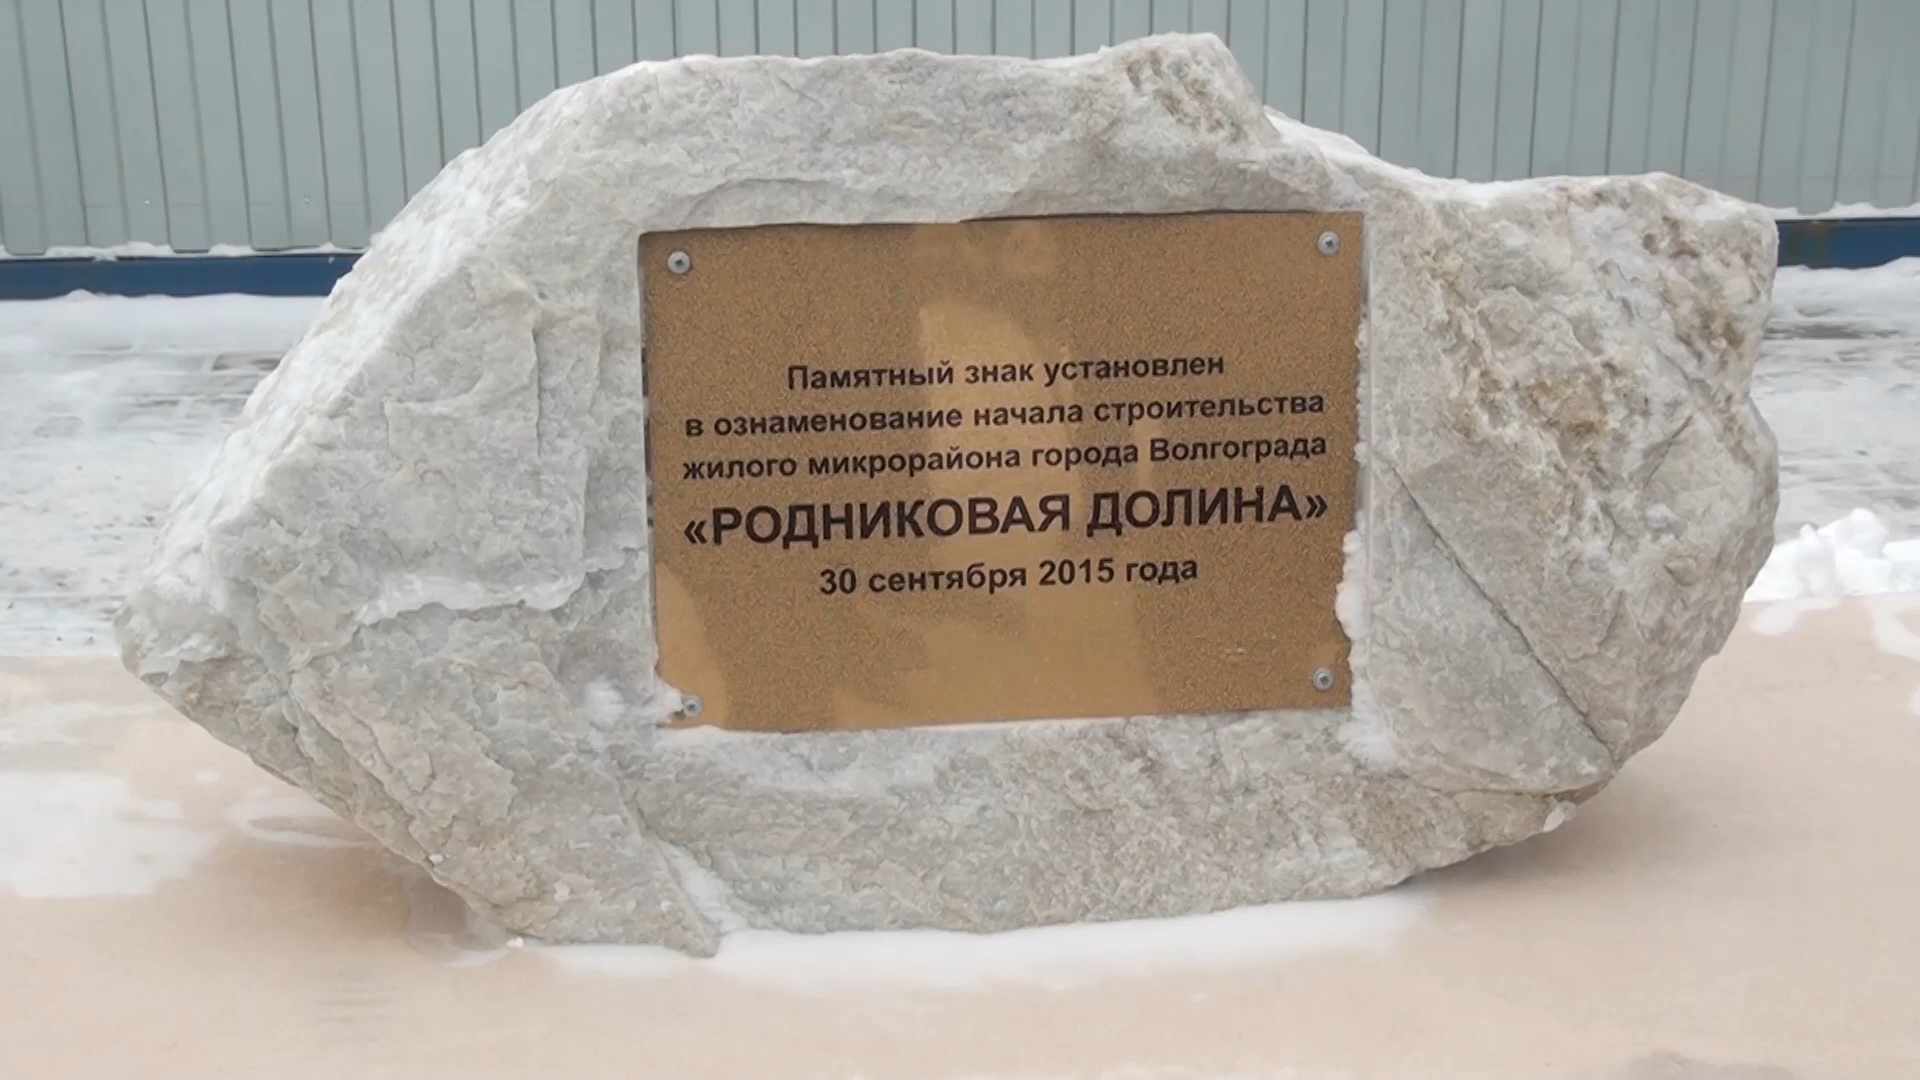 Памятный знак установлен
в ознаменование начала строительства
жилого микрорайона города Волгограда
«РОДНИКОВАЯ ДОЛИНА»
30 сентября 2015 года